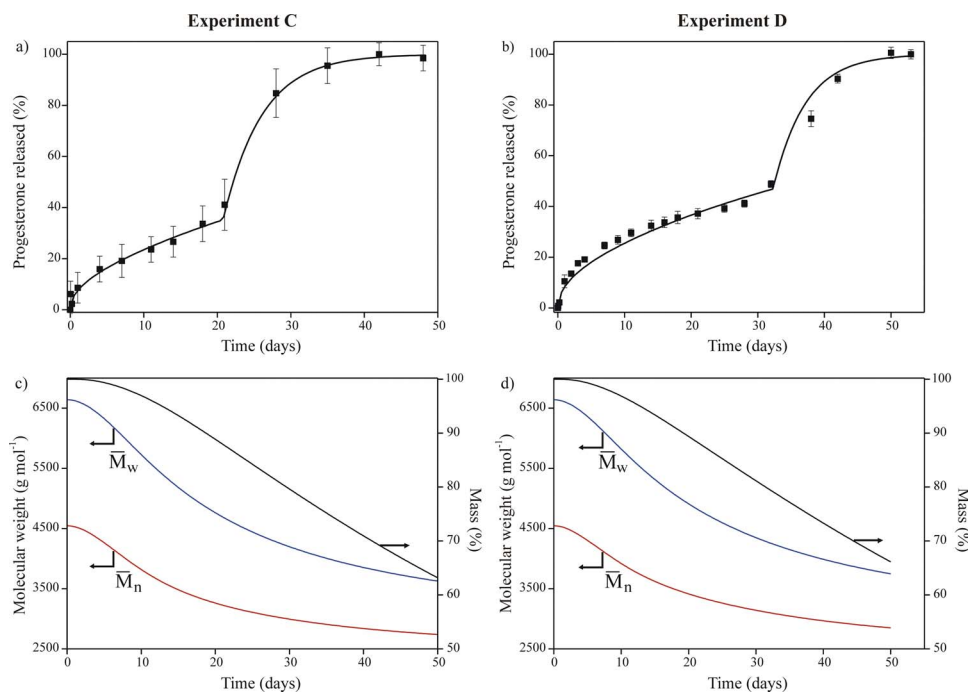 Experiment C
Experiment D
a)
100
80
60
40
20
0
Progesterone released (%)
0 10 20 30 40 50
Time (days)
b)
100
80
60
40
20
0
Progesterone released (%)
0 10 20 30 40 50
Time (days)
c)
6500
5500
4500
3500
2500
Molecular weight (g mol⁻¹)
M̅w
M̅n
100
90
80
70
60
50
Mass (%)
0 10 20 30 40 50
Time (days)
d)
6500
5500
4500
3500
2500
Molecular weight (g mol⁻¹)
M̅w
M̅n
100
90
80
70
60
50
Mass (%)
0 10 20 30 40 50
Time (days)